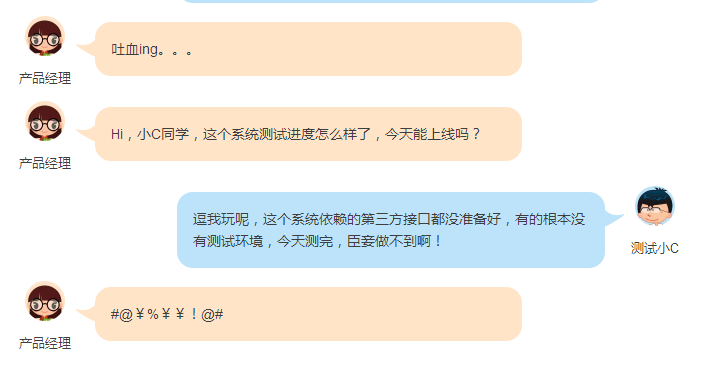 吐血ing。。。
产品经理
Hi，小C同学，这个系统测试进度怎么样了，今天能上线吗？
产品经理
逗我玩呢，这个系统依赖的第三方接口都没准备好，有的根本没
有测试环境，今天测完，臣妾做不到啊！
测试小C
#@￥%￥￥！@#
产品经理